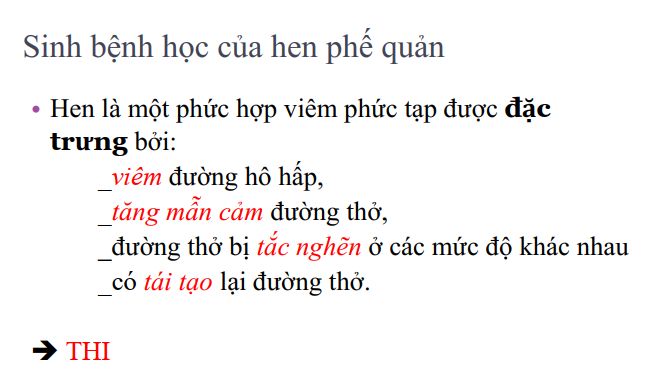 Sinh bệnh học của hen phế quản
• Hen là một phức hợp viêm phức tạp được đặc
trưng bởi:
_viêm đường hô hấp,
_tăng mẫn cảm đường thở,
_đường thở bị tắc nghẽn ở các mức độ khác nhau
_có tái tạo lại đường thở.
➔ THI